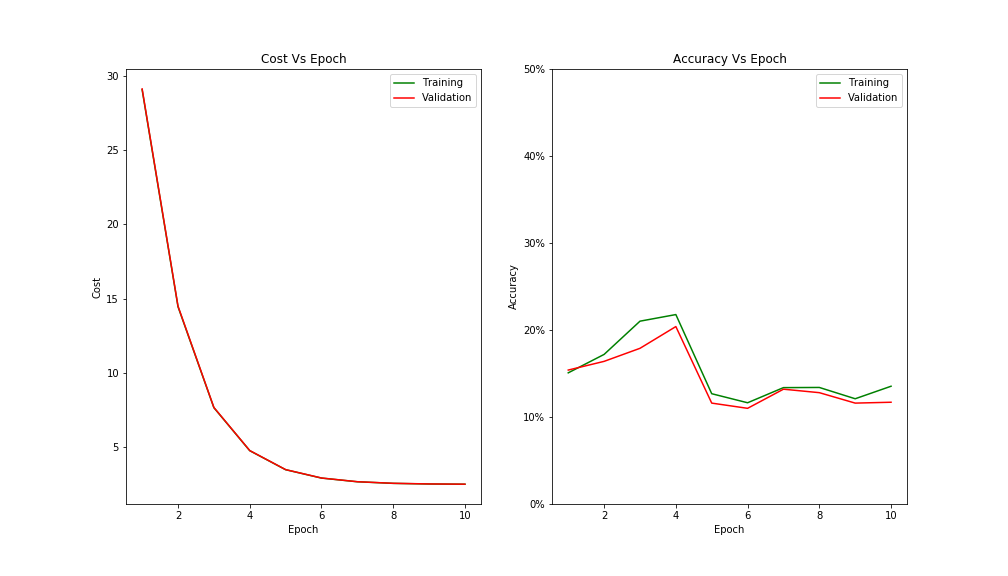 Cost Vs Epoch
30
25
20
15
10
5
Cost
2
4
6
8
10
Epoch
Training
Validation
Accuracy Vs Epoch
50%
40%
30%
20%
10%
0%
Accuracy
2
4
6
8
10
Epoch
Training
Validation